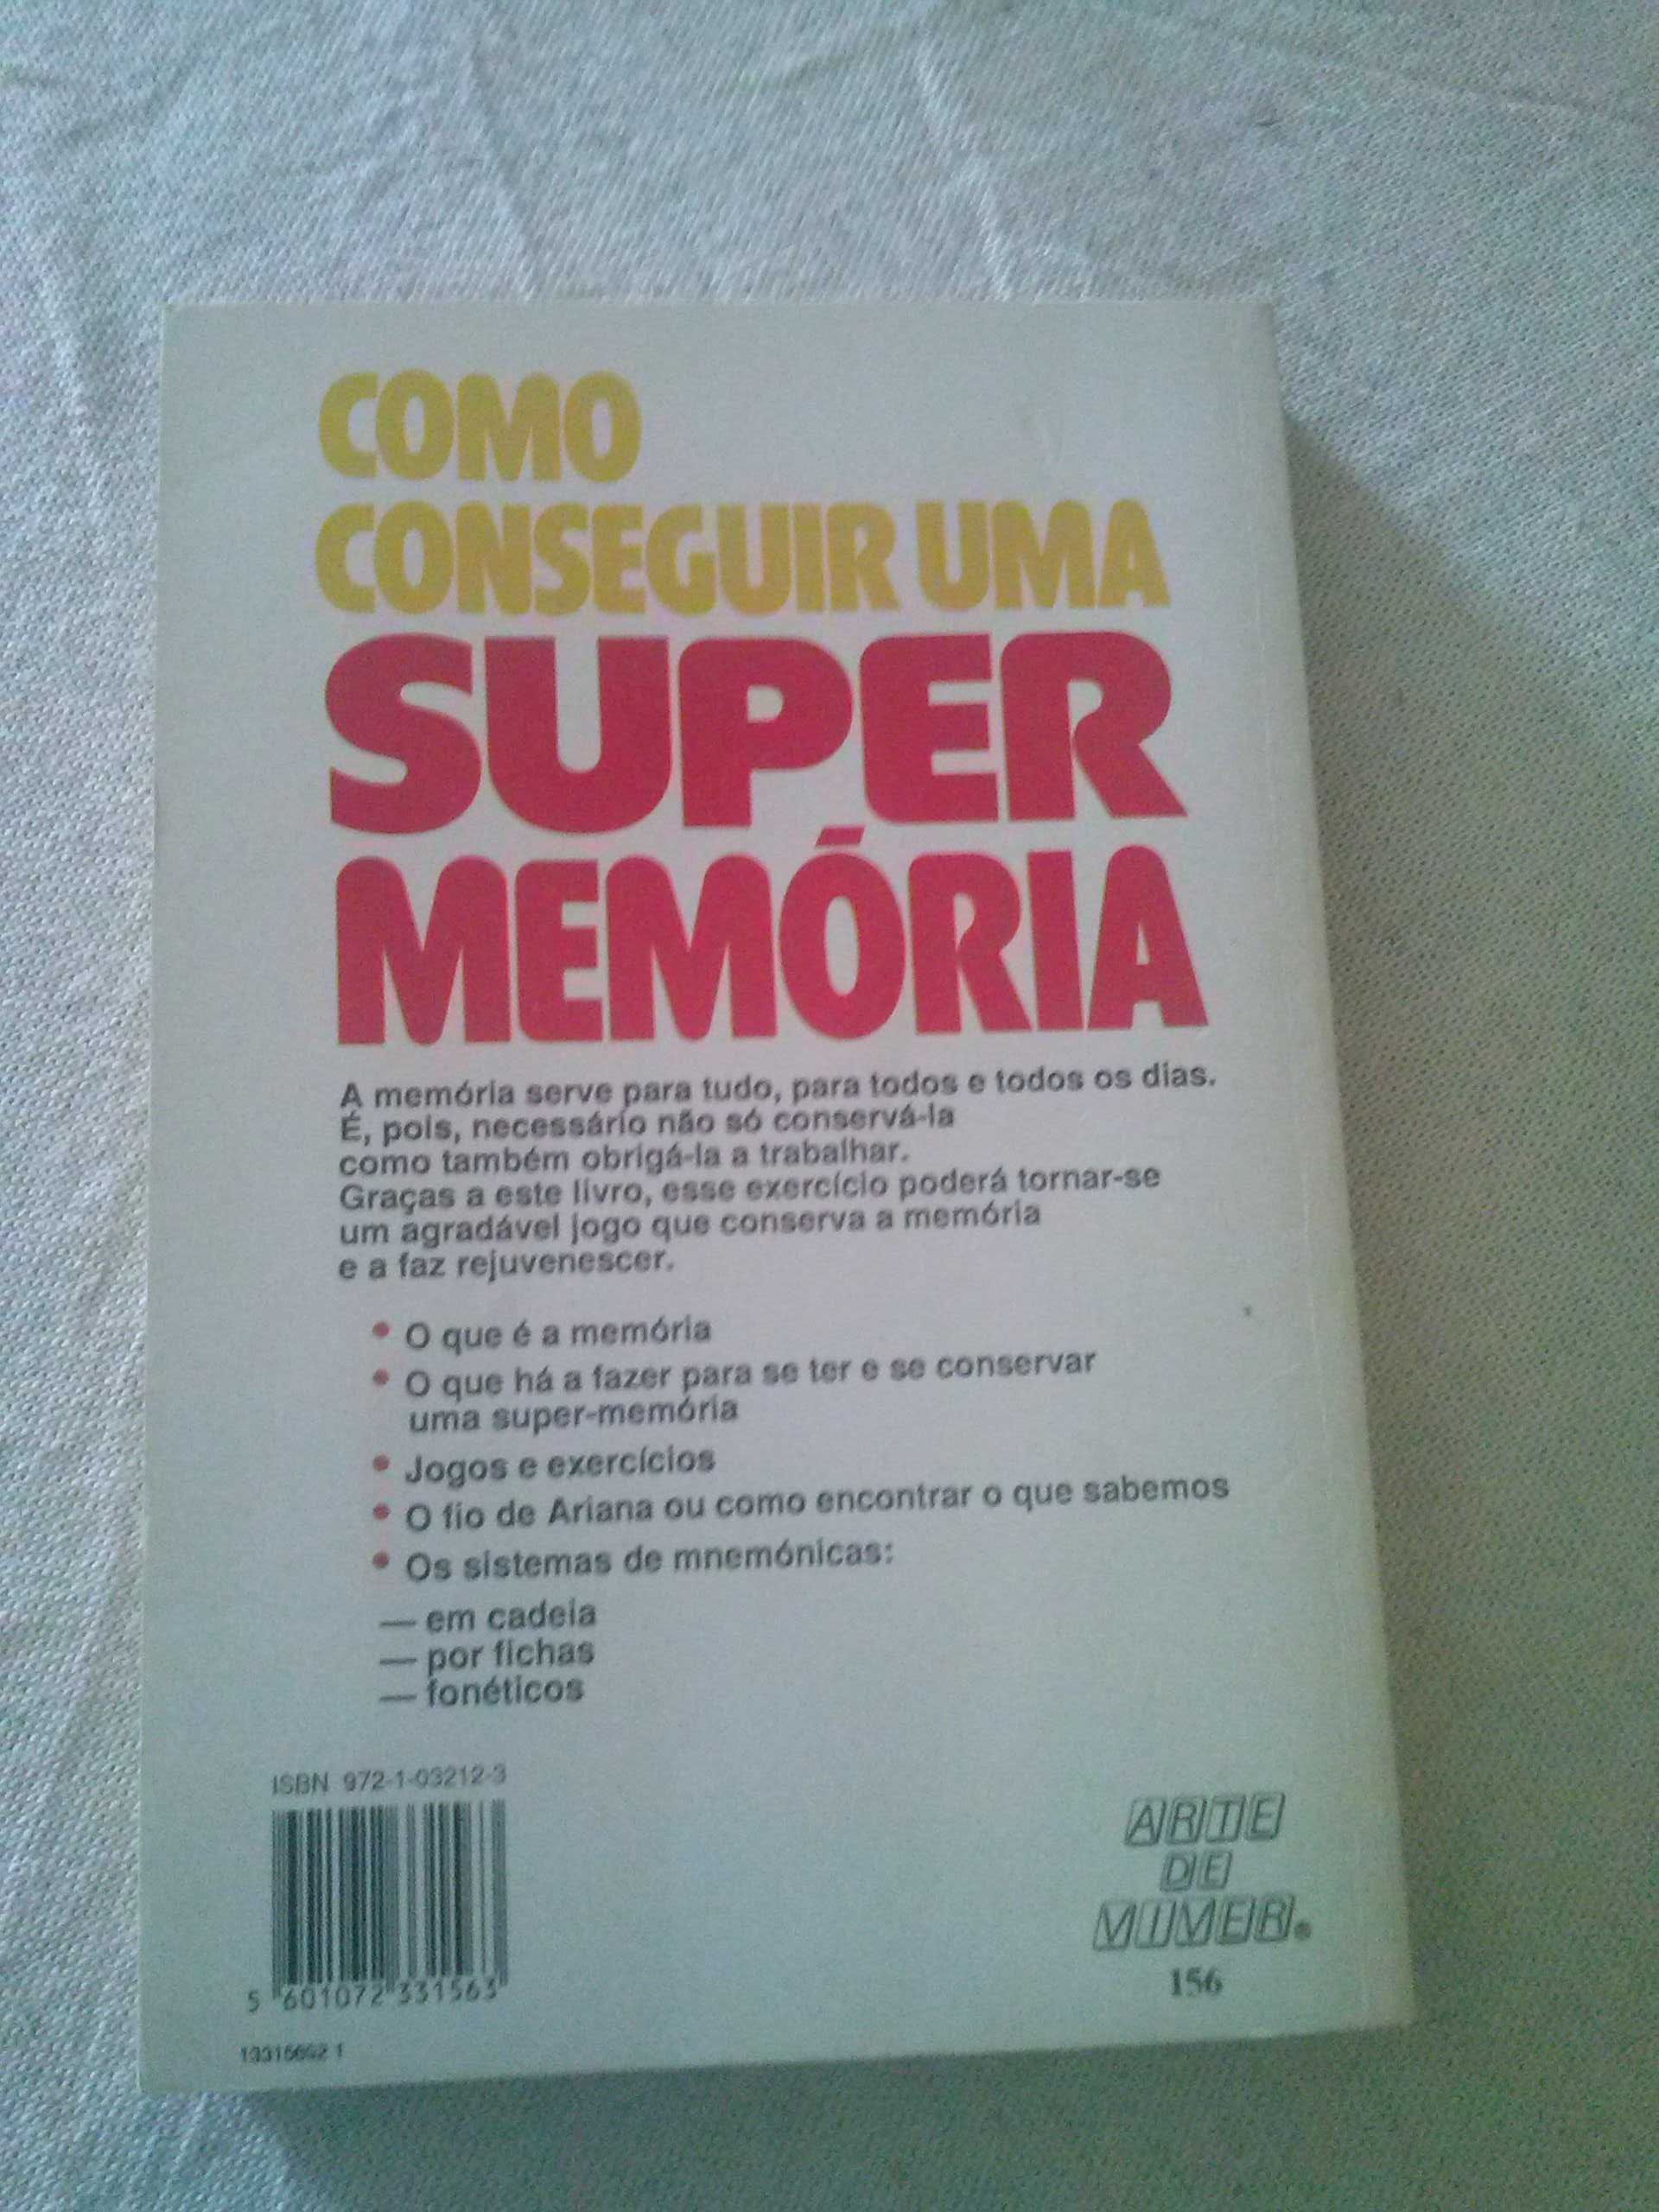 COMO
CONSEGUIR UMA
SUPER
MEMÓRIA
A memória serve para tudo, para todos e todos os dias.
É, pois, necessário não só conservá-la
como também obrigá-la a trabalhar.
Graças a este livro, esse exercício poderá tornar-se
um agradável jogo que conserva a memória
e a faz rejuvenescer.
• O que é a memória
• O que há a fazer para se ter e se conservar
uma super-memória
• Jogos e exercícios
• O fio de Ariana ou como encontrar o que sabemos
• Os sistemas de mnemónicas:
— em cadeia
— por fichas
— fonéticos
ISBN 972-1-03212-3
5 601072 331563
ARTE
DE
VIVER®
156